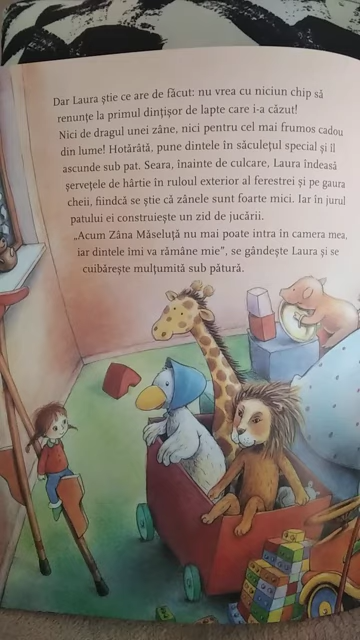 Dar Laura știe ce are de făcut: nu vrea cu niciun chip să
renunțe la primul dințișor de lapte care i-a căzut!
Nici de dragul unei zâne, nici pentru cel mai frumos cadou
din lume! Hotărâtă, pune dintele în săculețul special și îl
ascunde sub pat. Seara, înainte de culcare, Laura îndeasă
șervețele de hârtie în ruloul exterior al ferestrei și pe gaura
cheii, fiindcă se știe că zânele sunt foarte mici. Iar în jurul
patului ei construiește un zid de jucării.
„Acum Zâna Măseluță nu mai poate intra în camera mea,
iar dintele îmi va rămâne mie”, se gândește Laura și se
cuibărește mulțumită sub pătură.